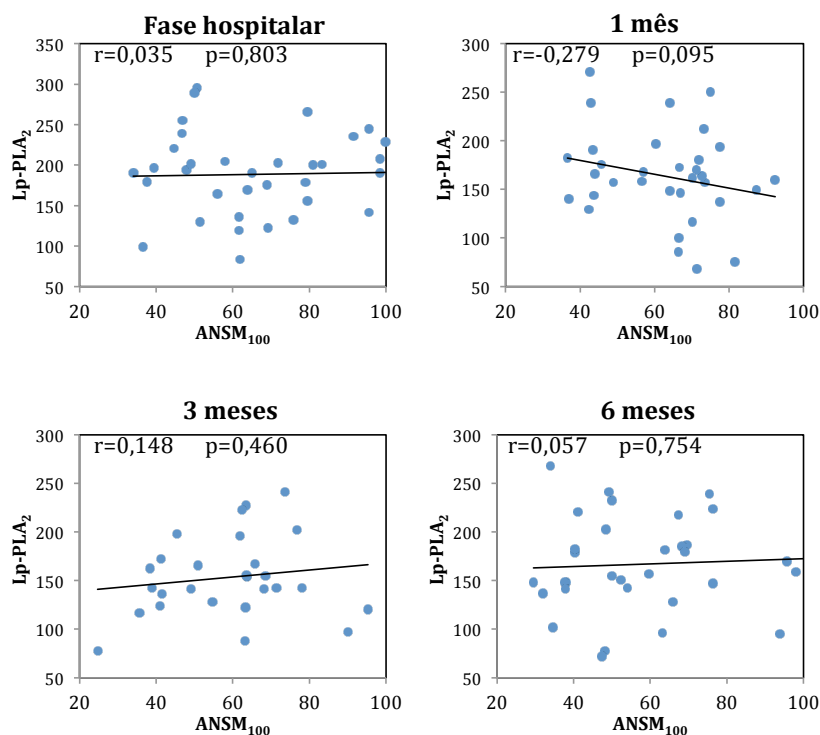 Fase hospitalar
r=0,035 p=0,803
Lp-PLA2
350
300
250
200
150
100
50
20 40 60 80 100
ANSM100
1 mês
r=-0,279 p=0,095
Lp-PLA2
300
250
200
150
100
50
20 40 60 80 100
ANSM100
3 meses
r=0,148 p=0,460
Lp-PLA2
300
250
200
150
100
50
20 40 60 80 100
ANSM100
6 meses
r=0,057 p=0,754
Lp-PLA2
300
250
200
150
100
50
20 40 60 80 100
ANSM100